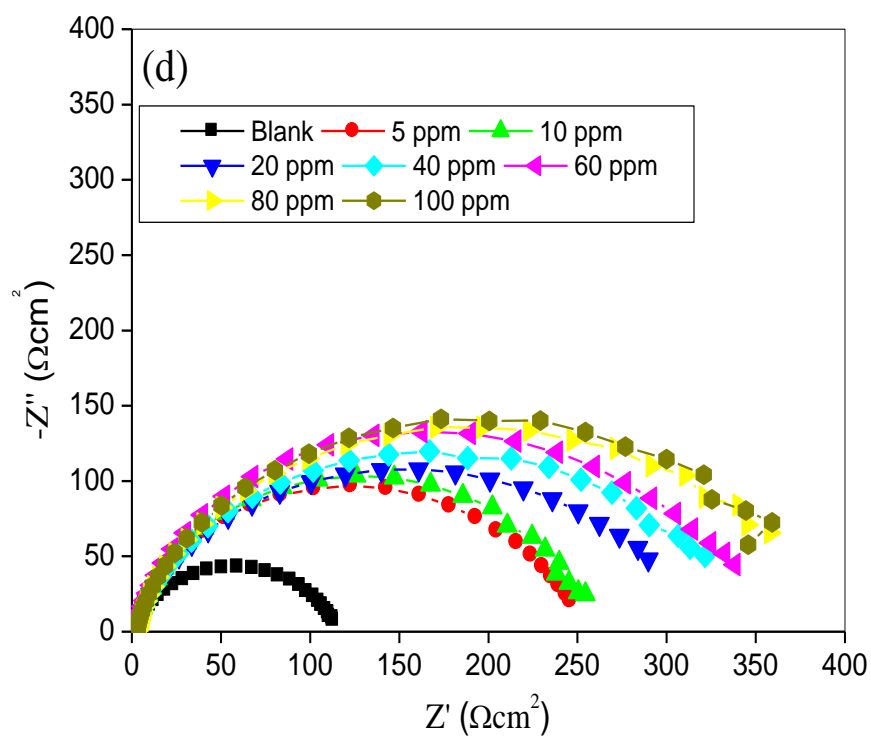 (d)
Blank 5 ppm 10 ppm
20 ppm 40 ppm 60 ppm
80 ppm 100 ppm
400
350
300
250
200
150
100
50
0
-Z'' (Ωcm²)
0 50 100 150 200 250 300 350 400
Z' (Ωcm²)